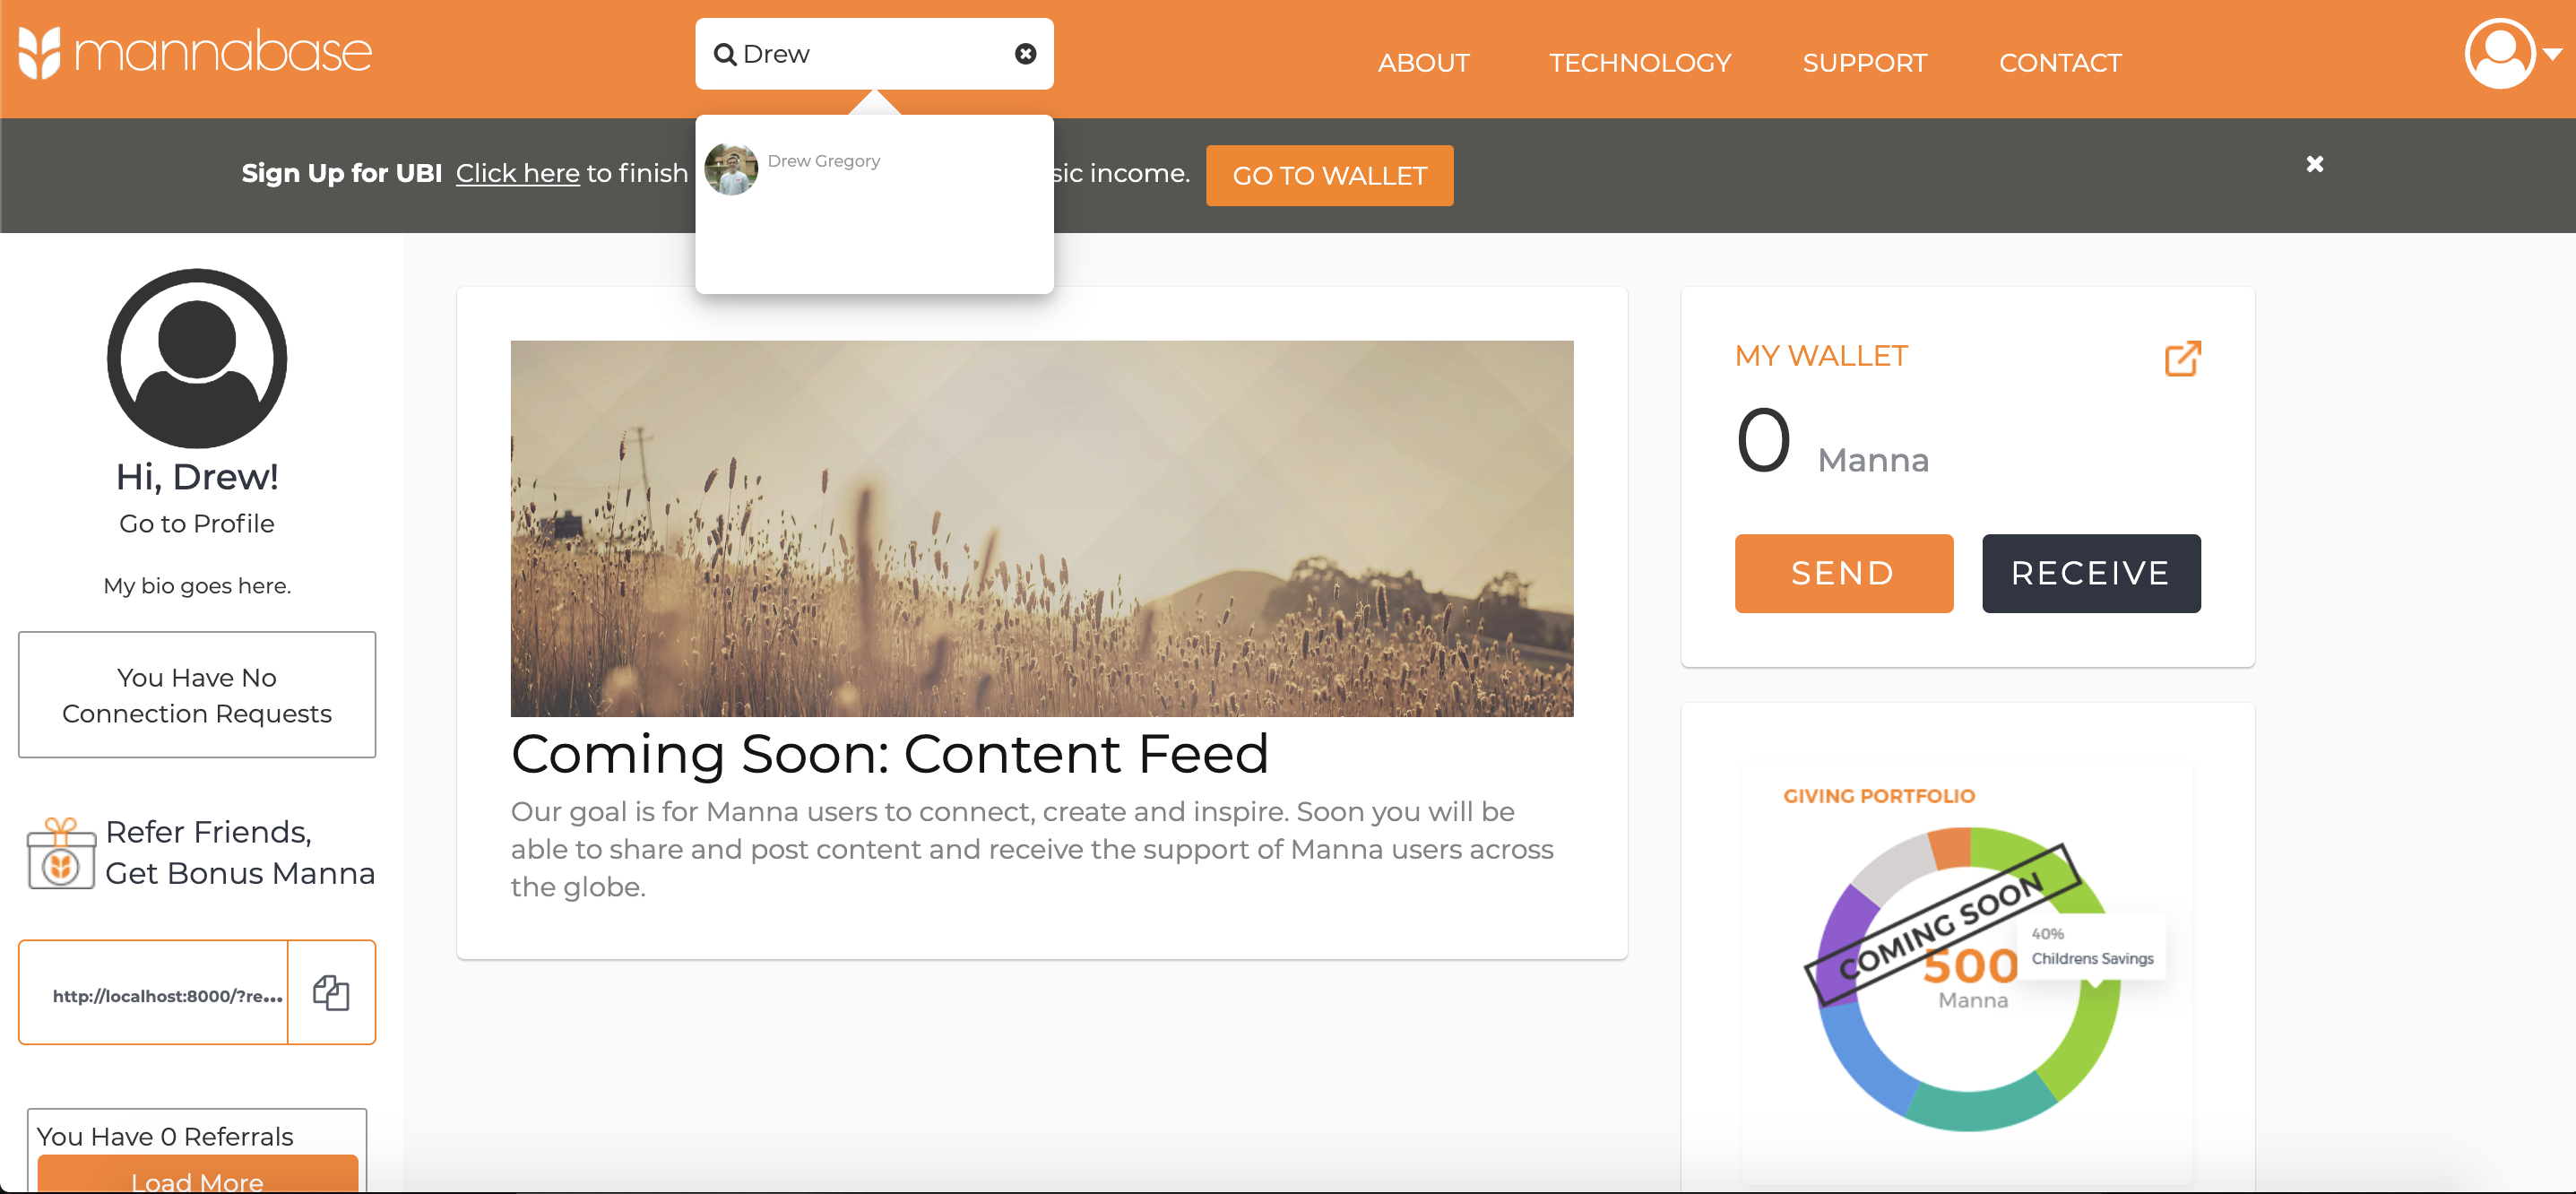 mannabase
Drew
ABOUT
TECHNOLOGY
SUPPORT
CONTACT
Drew Gregory
Sign Up for UBI Click here to finish
sic income.
GO TO WALLET
Hi, Drew!
Go to Profile
My bio goes here.
You Have No
Connection Requests
Refer Friends,
Get Bonus Manna
http://localhost:8000/?re...
You Have 0 Referrals
Load More
Coming Soon: Content Feed
Our goal is for Manna users to connect, create and inspire. Soon you will be
able to share and post content and receive the support of Manna users across
the globe.
MY WALLET
0 Manna
SEND
RECEIVE
GIVING PORTFOLIO
COMING SOON
40%
Childrens Savings
500
Manna